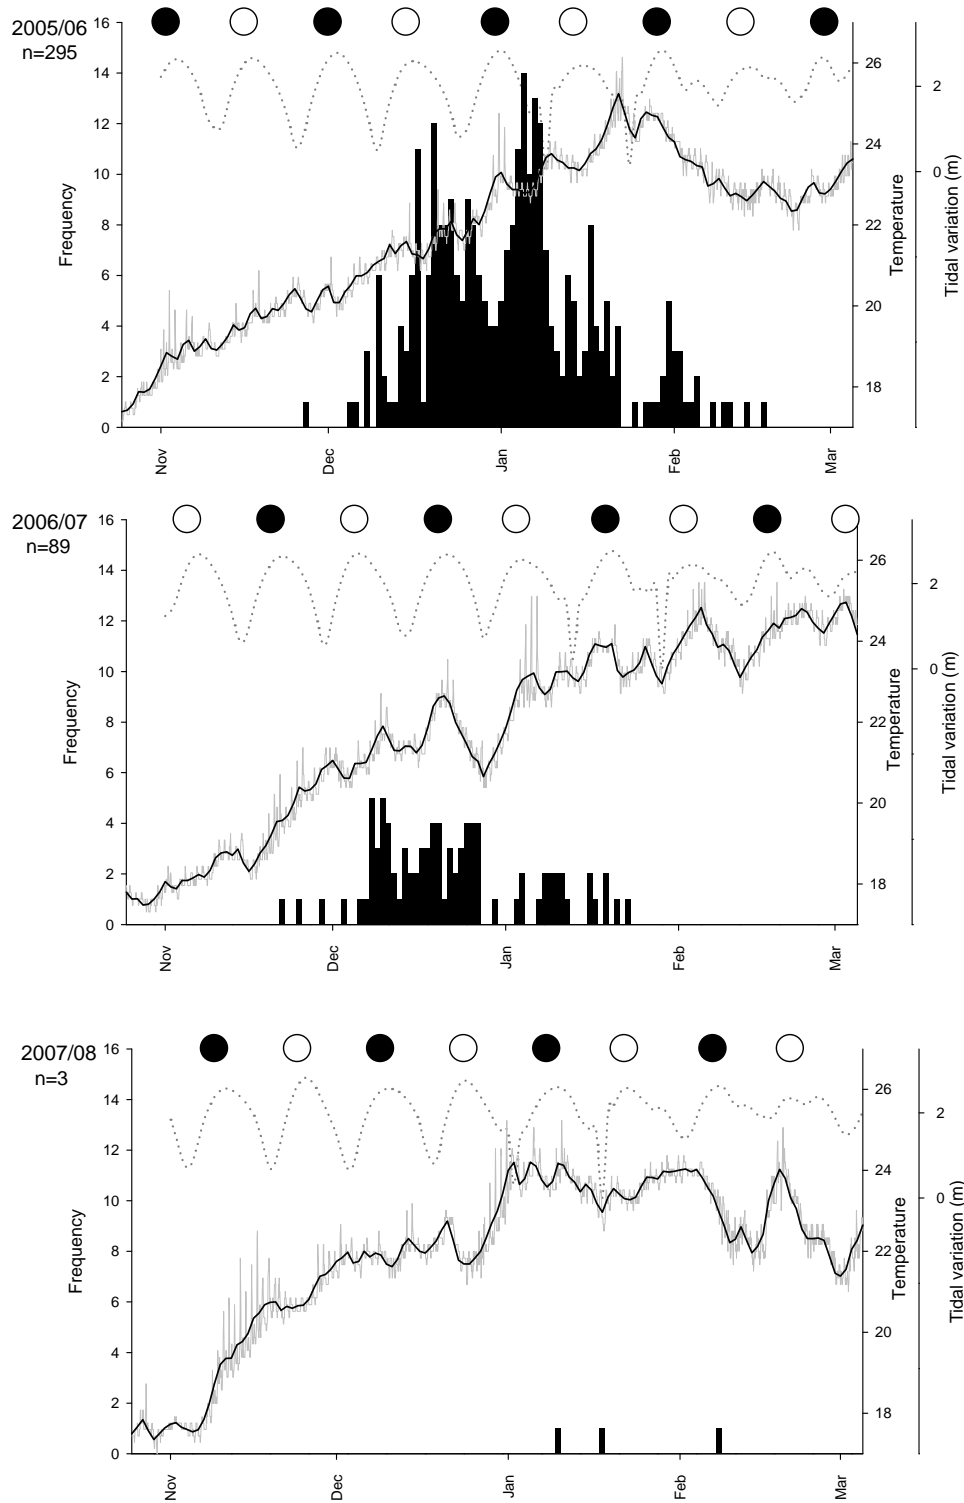 2005/06
n=295
16
14
12
10
8
6
4
2
0
Frequency
26
24
22
20
18
Temperature
2
0
Tidal variation (m)
Nov
Dec
Jan
Feb
Mar
2006/07
n=89
16
14
12
10
8
6
4
2
0
Frequency
26
24
22
20
18
Temperature
2
0
Tidal variation (m)
Nov
Dec
Jan
Feb
Mar
2007/08
n=3
16
14
12
10
8
6
4
2
0
Frequency
26
24
22
20
18
Temperature
2
0
Tidal variation (m)
Nov
Dec
Jan
Feb
Mar